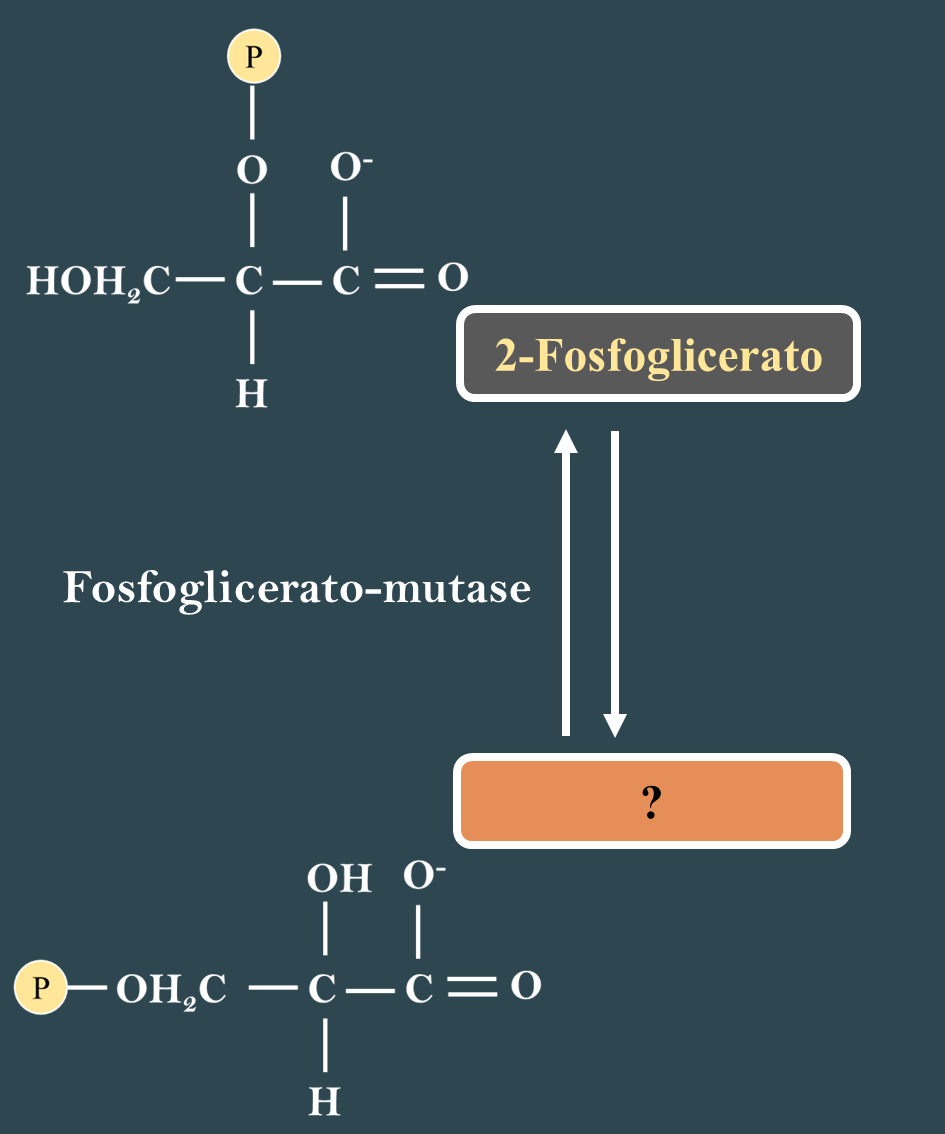 P
O O-
HOH₂C C C O
H
2-Fosfoglicerato
Fosfoglicerato-mutase
?
OH O-
P OH₂C C C O
H